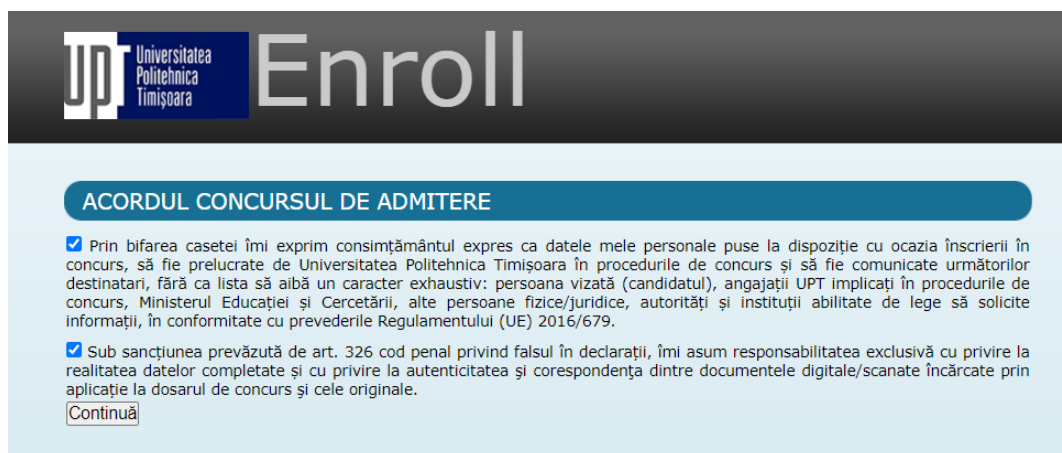 UPT Universitatea
Politehnica
Timișoara
Enroll
ACORDUL CONCURSUL DE ADMITERE
Prin bifarea casetei îmi exprim consimțământul expres ca datele mele personale puse la dispoziție cu ocazia înscrierii în
concurs, să fie prelucrate de Universitatea Politehnica Timișoara în procedurile de concurs și să fie comunicate următorilor
destinatari, fără ca lista să aibă un caracter exhaustiv: persoana vizată (candidatul), angajații UPT implicați în procedurile de
concurs, Ministerul Educației și Cercetării, alte persoane fizice/juridice, autorități și instituții abilitate de lege să solicite
informații, în conformitate cu prevederile Regulamentului (UE) 2016/679.
Sub sancțiunea prevăzută de art. 326 cod penal privind falsul în declarații, îmi asum responsabilitatea exclusivă cu privire la
realitatea datelor completate și cu privire la autenticitatea şi corespondenţa dintre documentele digitale/scanate încărcate prin
aplicație la dosarul de concurs şi cele originale.
Continuă